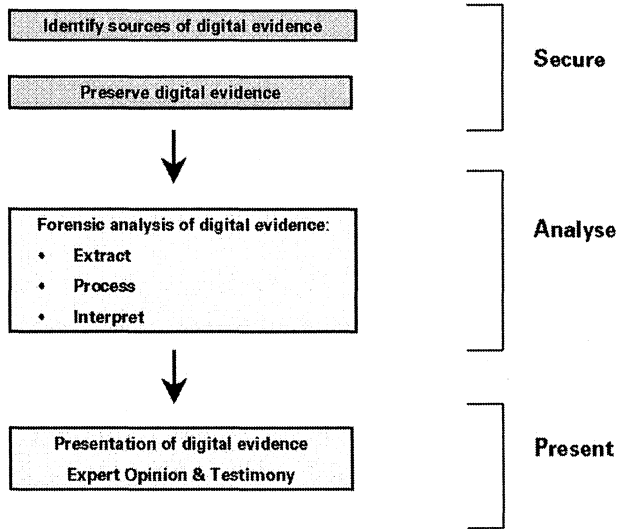 Identify sources of digital evidence
Secure
Preserve digital evidence
Forensic analysis of digital evidence:
• Extract
• Process
• Interpret
Analyse
Presentation of digital evidence
Expert Opinion & Testimony
Present